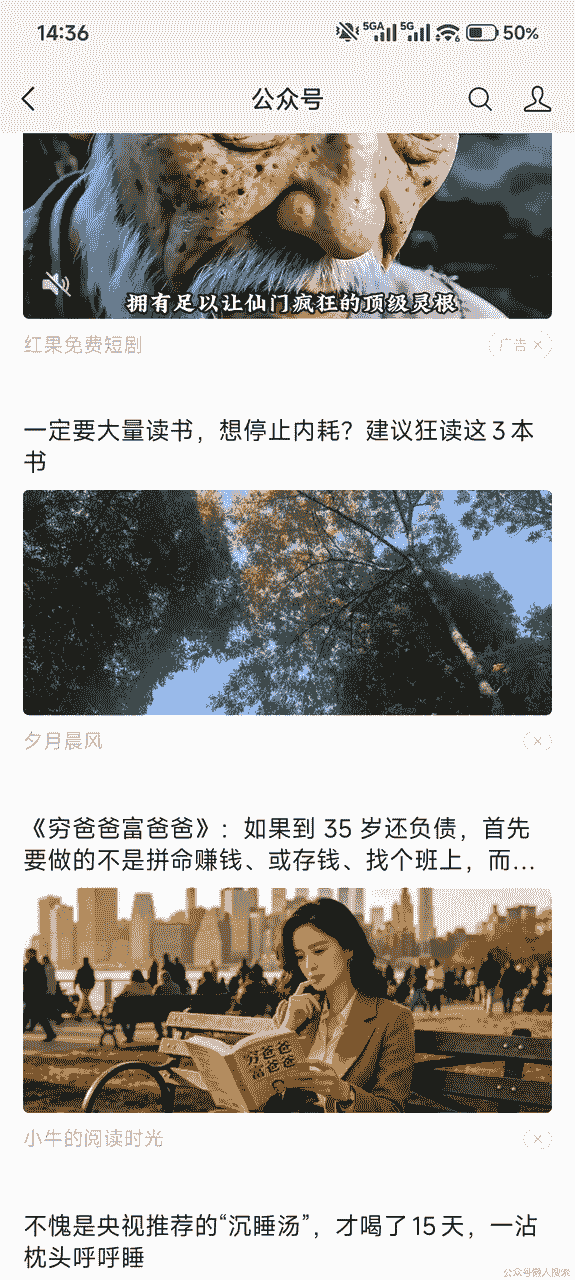 14:36
5GA 5G 6 50%
公众号
拥有足以让仙门疯狂的顶级灵根
红果免费短剧
广告 ×
一定要大量读书，想停止内耗？建议狂读这 3 本
书
夕月晨风
×
《穷爸爸富爸爸》：如果到 35 岁还负债，首先
要做的不是拼命赚钱、或存钱、找个班上，而...
穷爸爸
富爸爸
小牛的阅读时光
×
不愧是央视推荐的“沉睡汤”，才喝了 15 天，一沾
枕头呼呼睡
公众号懒人搜索